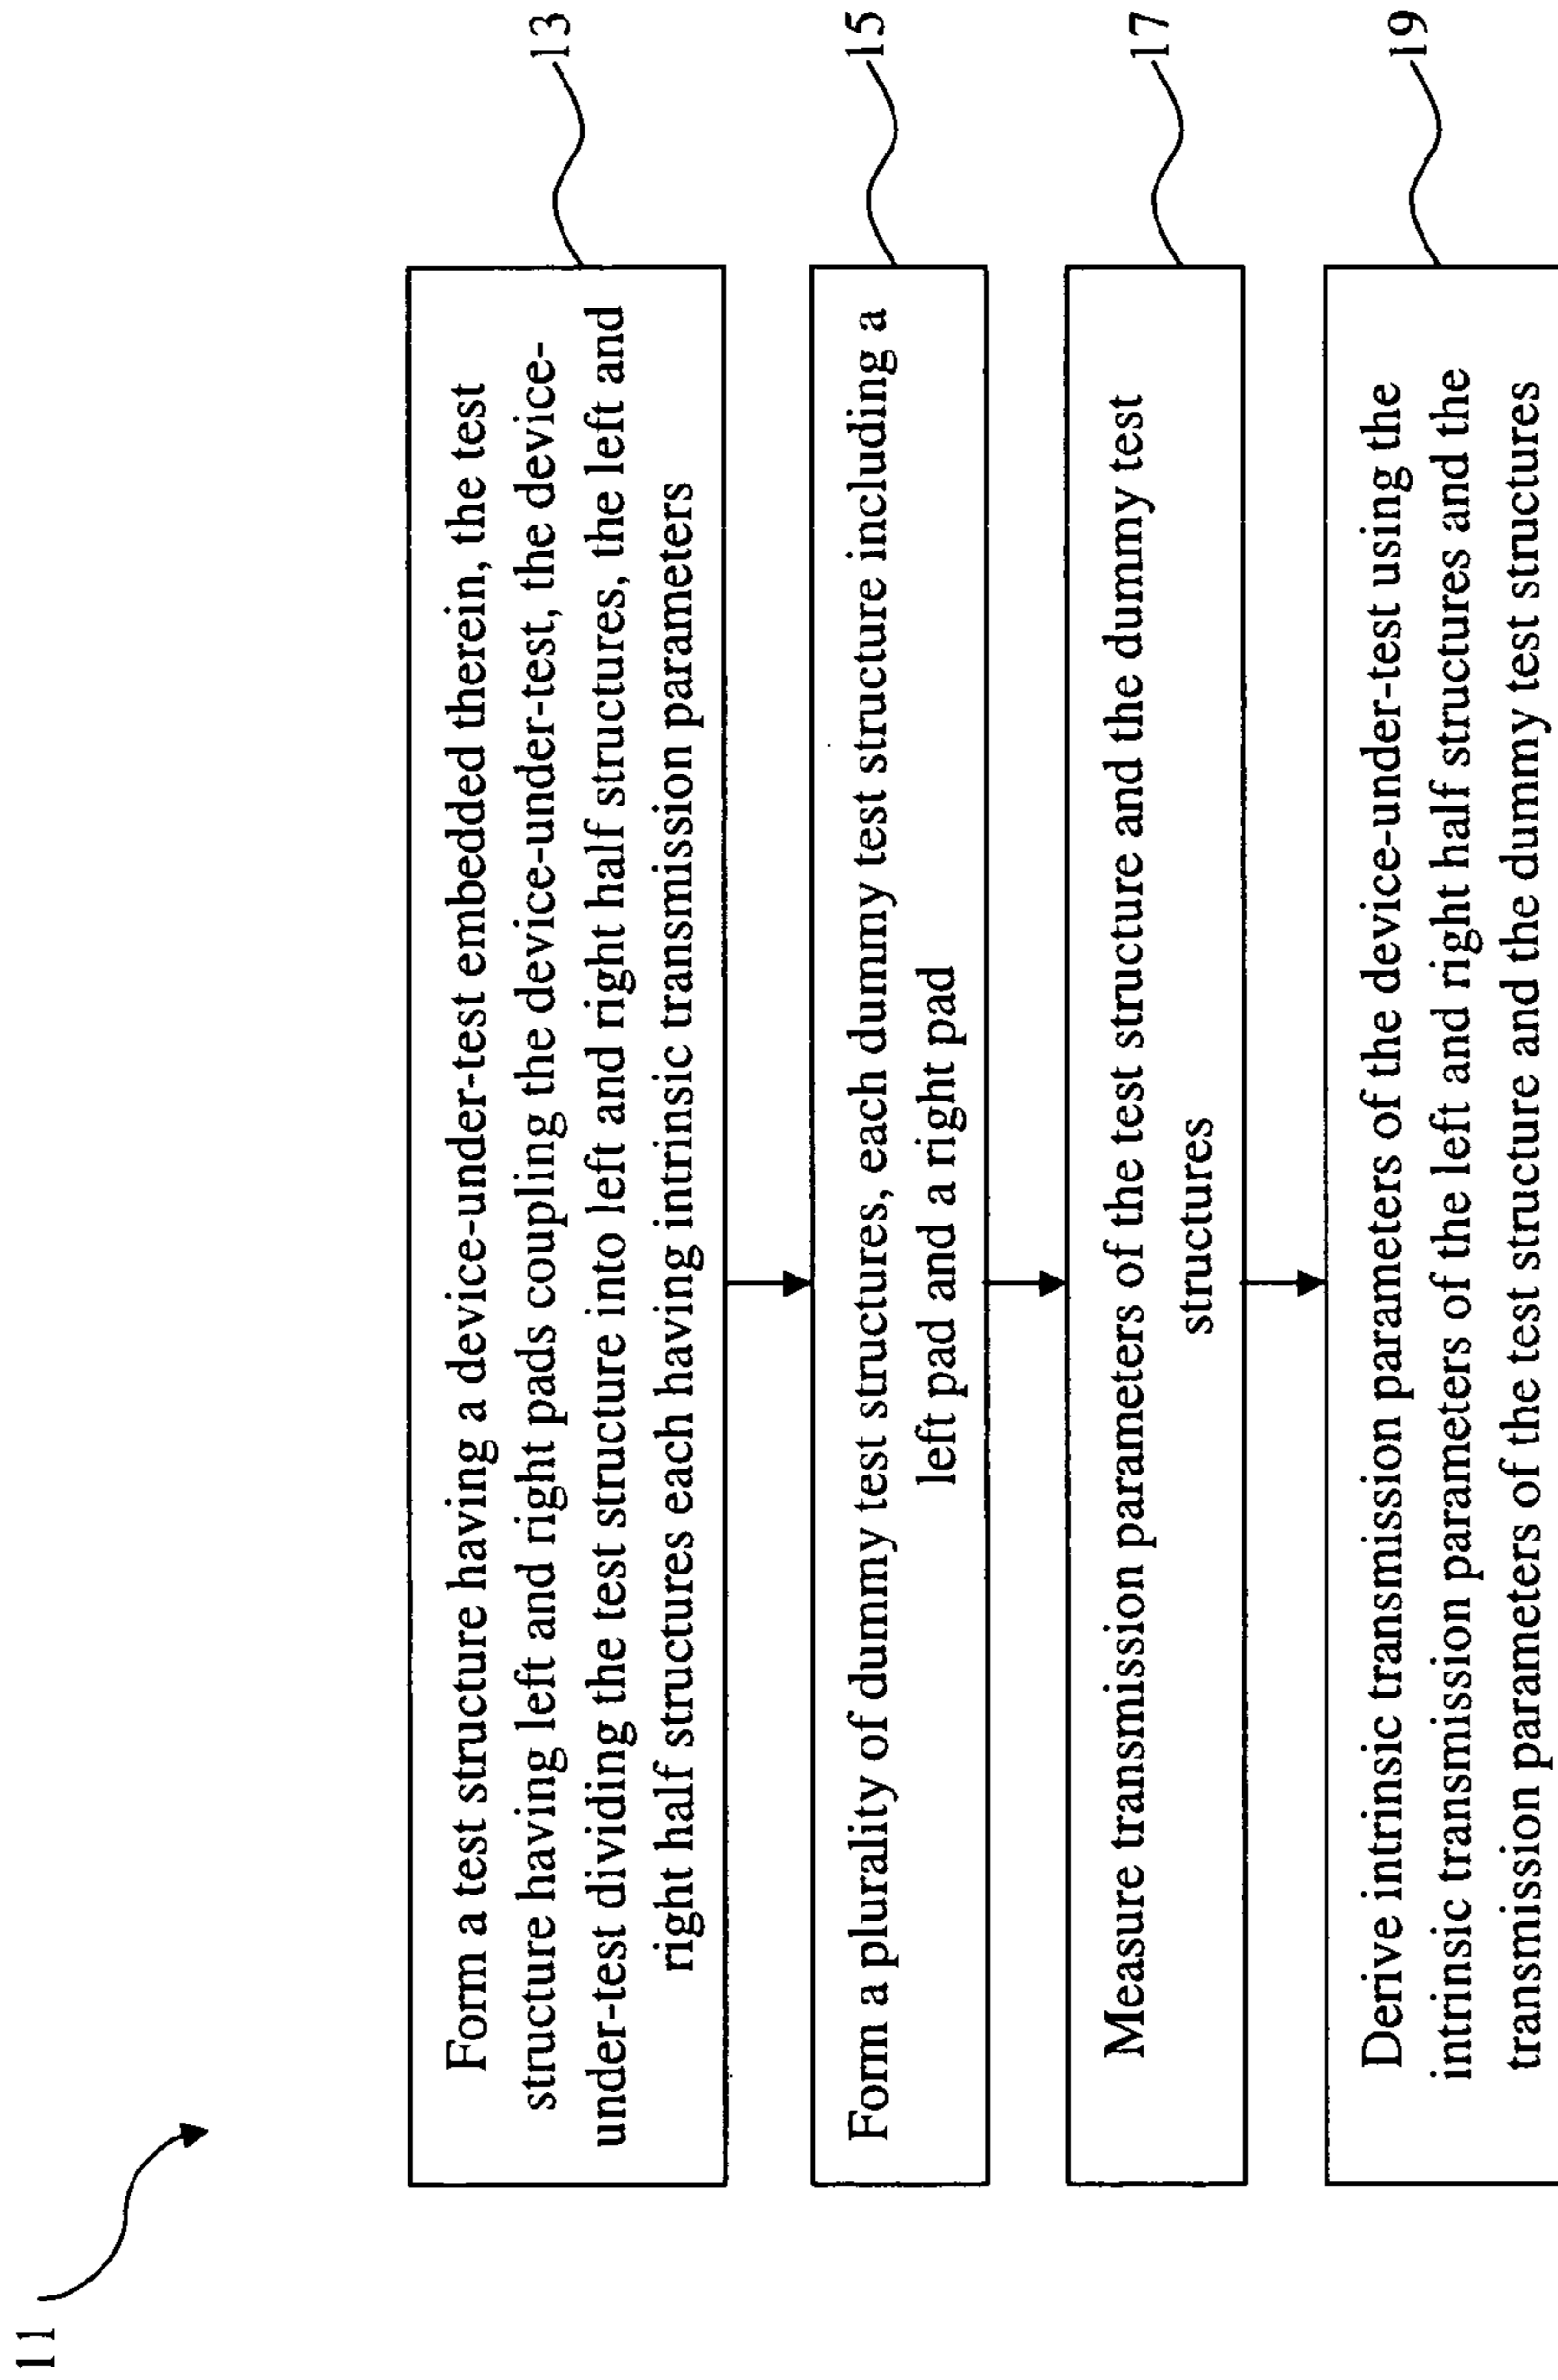 11
Form a test structure having a device-under-test embedded therein, the test
structure having left and right pads coupling the device-under-test, the device-
under-test dividing the test structure into left and right half structures, the left and
right half structures each having intrinsic transmission parameters
13
Form a plurality of dummy test structures, each dummy test structure including a
left pad and a right pad
15
Measure transmission parameters of the test structure and the dummy test
structures
17
Derive intrinsic transmission parameters of the device-under-test using the
intrinsic transmission parameters of the left and right half structures and the
transmission parameters of the test structure and the dummy test structures
19